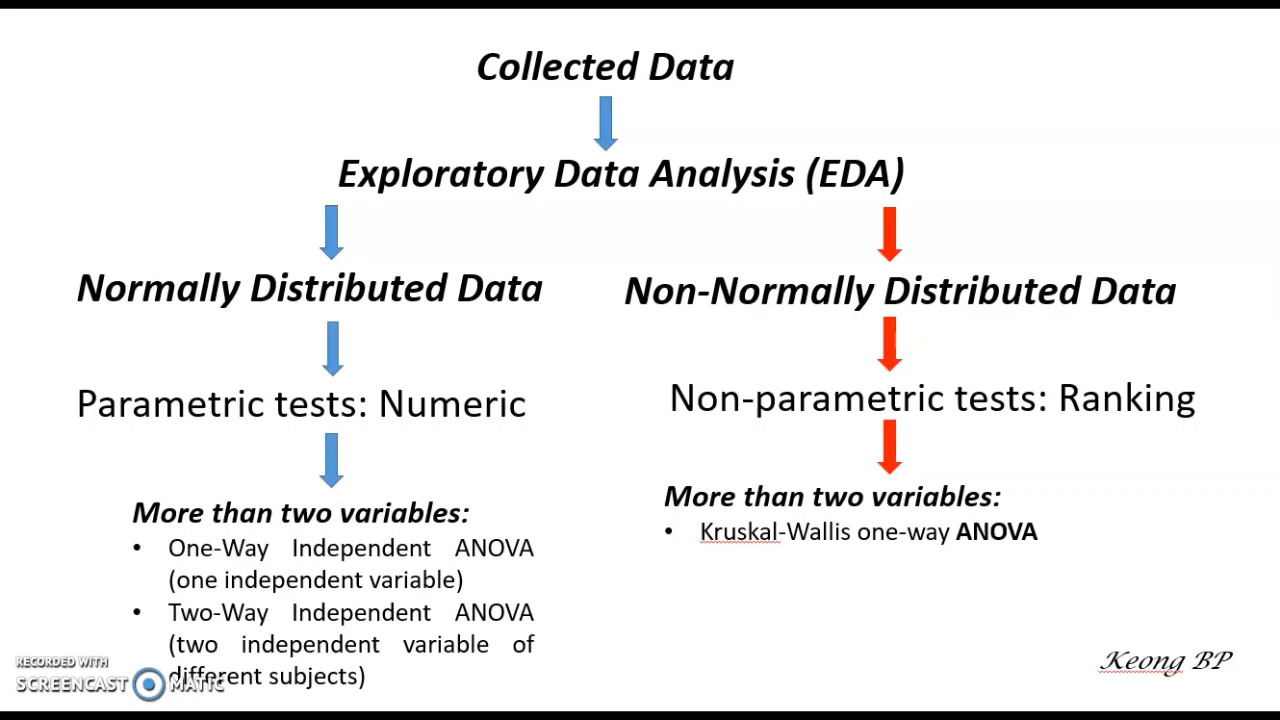 Collected Data
Exploratory Data Analysis (EDA)
Normally Distributed Data
Non-Normally Distributed Data
Parametric tests: Numeric
Non-parametric tests: Ranking
More than two variables:
• One-Way Independent ANOVA
(one independent variable)
• Two-Way Independent ANOVA
(two independent variable of
different subjects)
More than two variables:
• Kruskal-Wallis one-way ANOVA
Keong BP
RECORDED WITH
SCREENCAST MATIC